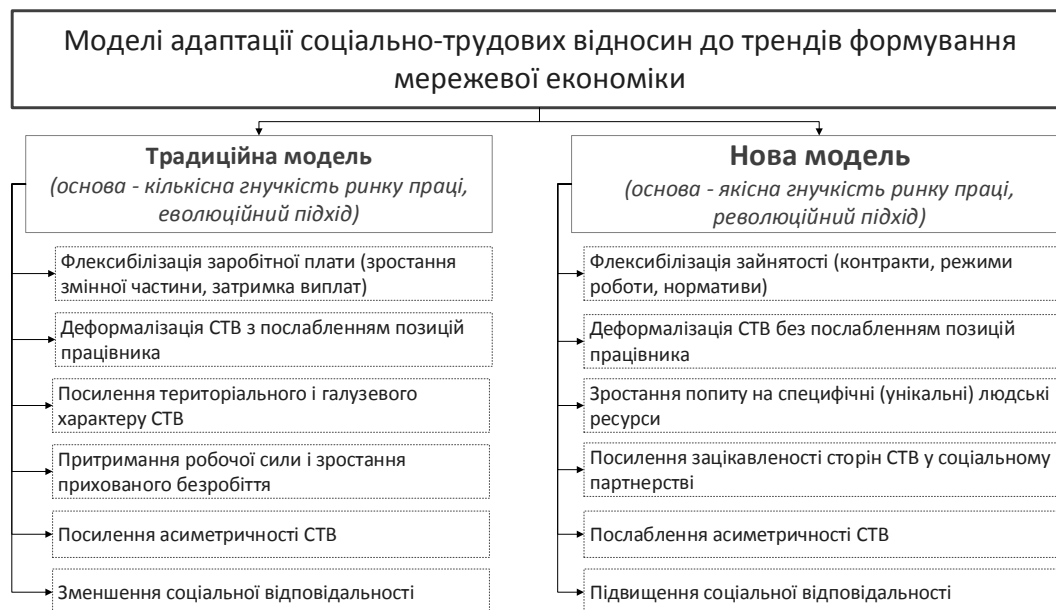 Моделі адаптації соціально-трудових відносин до трендів формування
мережевої економіки
Традиційна модель
(основа - кількісна гнучкість ринку праці,
еволюційний підхід)
Флексибілізація заробітної плати (зростання
змінної частини, затримка виплат)
Деформалізація СТВ з послабленням позицій
працівника
Посилення територіального і галузевого
характеру СТВ
Притримання робочої сили і зростання
прихованого безробіття
Посилення асиметричності СТВ
Зменшення соціальної відповідальності
Нова модель
(основа - якісна гнучкість ринку праці,
революційний підхід)
Флексибілізація зайнятості (контракти, режими
роботи, нормативи)
Деформалізація СТВ без послабленням позицій
працівника
Зростання попиту на специфічні (унікальні) людські
ресурси
Посилення зацікавленості сторін СТВ у соціальному
партнерстві
Послаблення асиметричності СТВ
Підвищення соціальної відповідальності